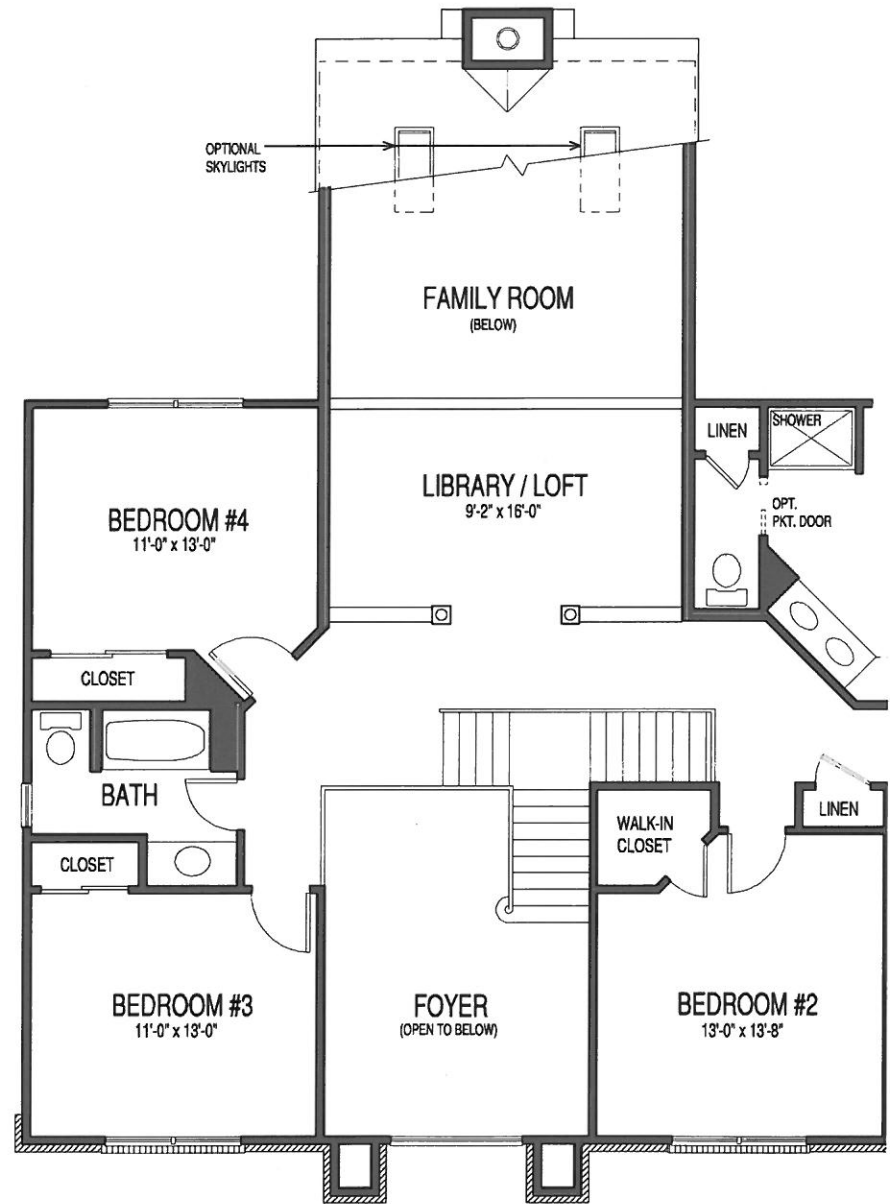 OPTIONAL
SKYLIGHTS
FAMILY ROOM
(BELOW)
LINEN
SHOWER
LIBRARY / LOFT
9'-2" x 16'-0"
OPT.
PKT. DOOR
BEDROOM #4
11'-0" x 13'-0"
CLOSET
BATH
LINEN
WALK-IN
CLOSET
CLOSET
BEDROOM #3
11'-0" x 13'-0"
FOYER
(OPEN TO BELOW)
BEDROOM #2
13'-0" x 13'-8"